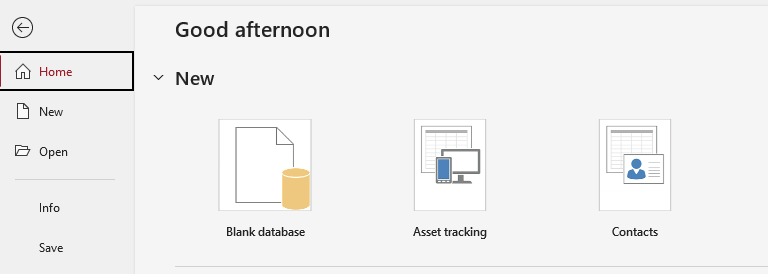 Good afternoon
Home
New
New
Open
Info
Save
Blank database
Asset tracking
Contacts